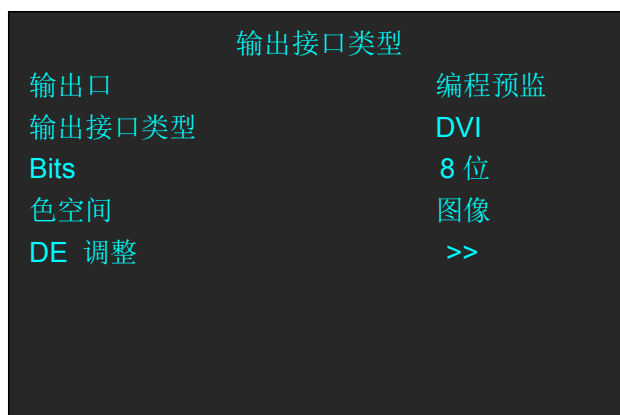 输出接口类型
输出口 编程预监
输出接口类型 DVI
Bits 8 位
色空间 图像
DE 调整 >>